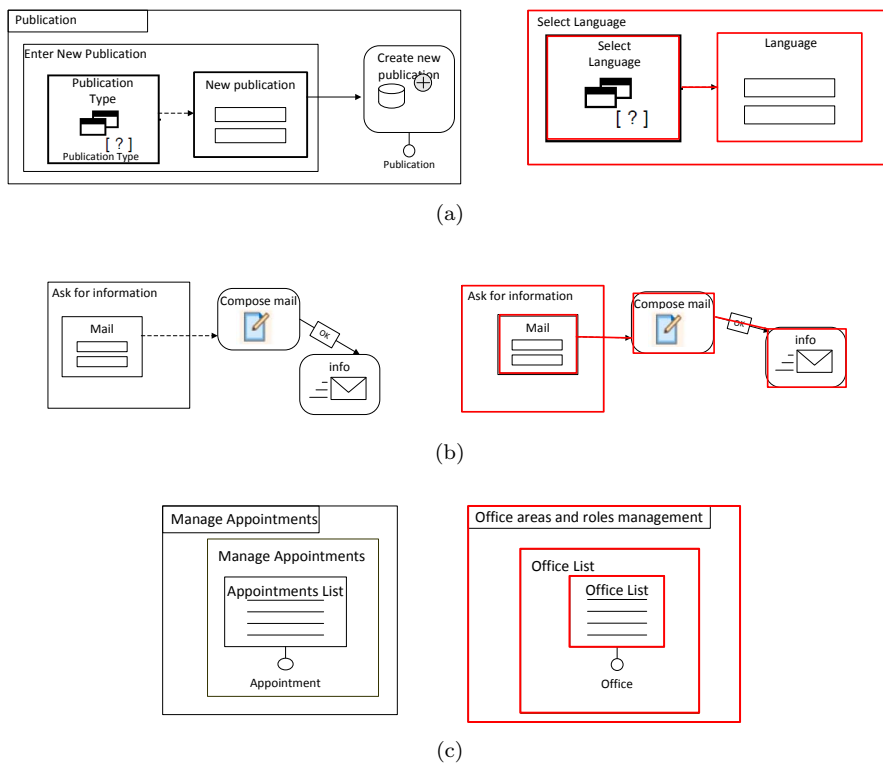 Publication
Enter New Publication
Publication
Type
[ ? ]
Publication Type
New publication
Create new
publication
Publication
Select Language
Select
Language
[ ? ]
Language
(a)
Ask for information
Mail
Compose mail
OK
info
Ask for information
Mail
Compose mail
OK
info
(b)
Manage Appointments
Manage Appointments
Appointments List
Appointment
Office areas and roles management
Office List
Office List
Office
(c)